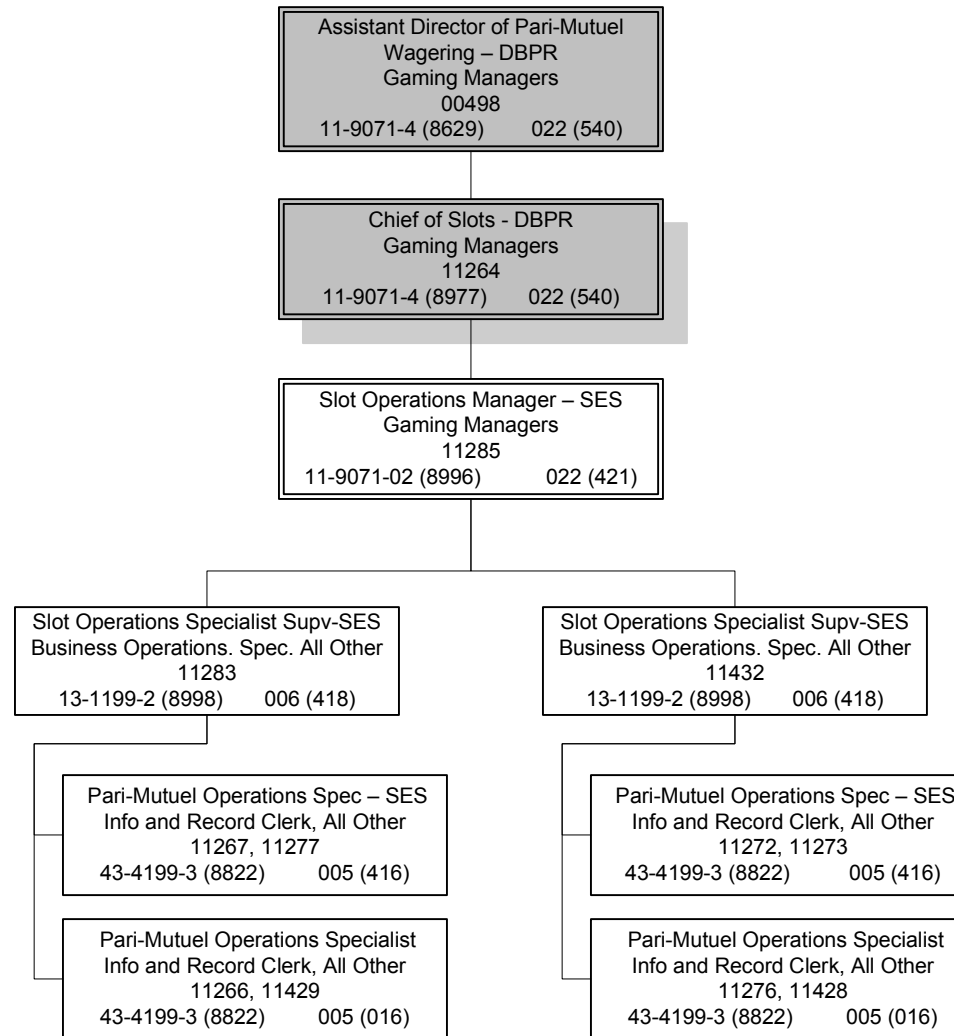 Assistant Director of Pari-Mutuel
Wagering – DBPR
Gaming Managers
00498
11-9071-4 (8629) 022 (540)
Chief of Slots - DBPR
Gaming Managers
11264
11-9071-4 (8977) 022 (540)
Slot Operations Manager – SES
Gaming Managers
11285
11-9071-02 (8996) 022 (421)
Slot Operations Specialist Supv-SES
Business Operations. Spec. All Other
11283
13-1199-2 (8998) 006 (418)
Pari-Mutuel Operations Spec – SES
Info and Record Clerk, All Other
11267, 11277
43-4199-3 (8822) 005 (416)
Pari-Mutuel Operations Specialist
Info and Record Clerk, All Other
11266, 11429
43-4199-3 (8822) 005 (016)
Slot Operations Specialist Supv-SES
Business Operations. Spec. All Other
11432
13-1199-2 (8998) 006 (418)
Pari-Mutuel Operations Spec – SES
Info and Record Clerk, All Other
11272, 11273
43-4199-3 (8822) 005 (416)
Pari-Mutuel Operations Specialist
Info and Record Clerk, All Other
11276, 11428
43-4199-3 (8822) 005 (016)